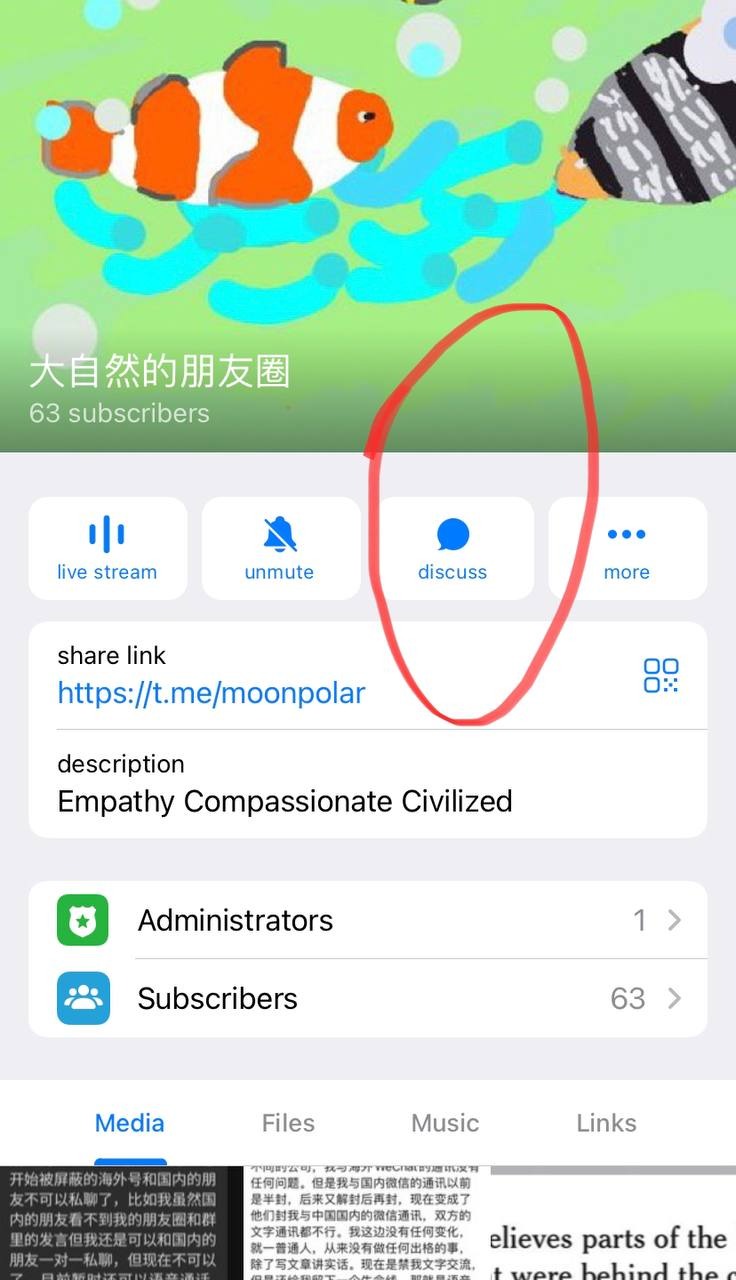 大自然的朋友圈
63 subscribers
live stream
unmute
discuss
more
share link
https://t.me/moonpolar
description
Empathy Compassionate Civilized
Administrators
1
Subscribers
63
Media
Files
Music
Links
开始被屏蔽的海外号和国内的朋
友不可以私聊了，比如我虽然国
内的朋友看不到我的朋友圈和群
里的发言但我还是可以和国内的
朋友一对一私聊，但现在不可以
不同的公司，我与海外WeChat的通讯没有
任何问题。但是我与国内微信的通讯以前
是半封，后来又解封后再封，现在变成了
他们封我与中国国内的微信通讯，双方的
文字通讯都不行。我这边没有任何变化，
就一普通人，从来没有做任何出格的事，
除了写文章讲实话。现在是禁我文字交流，
elieves parts of the
t were behind the